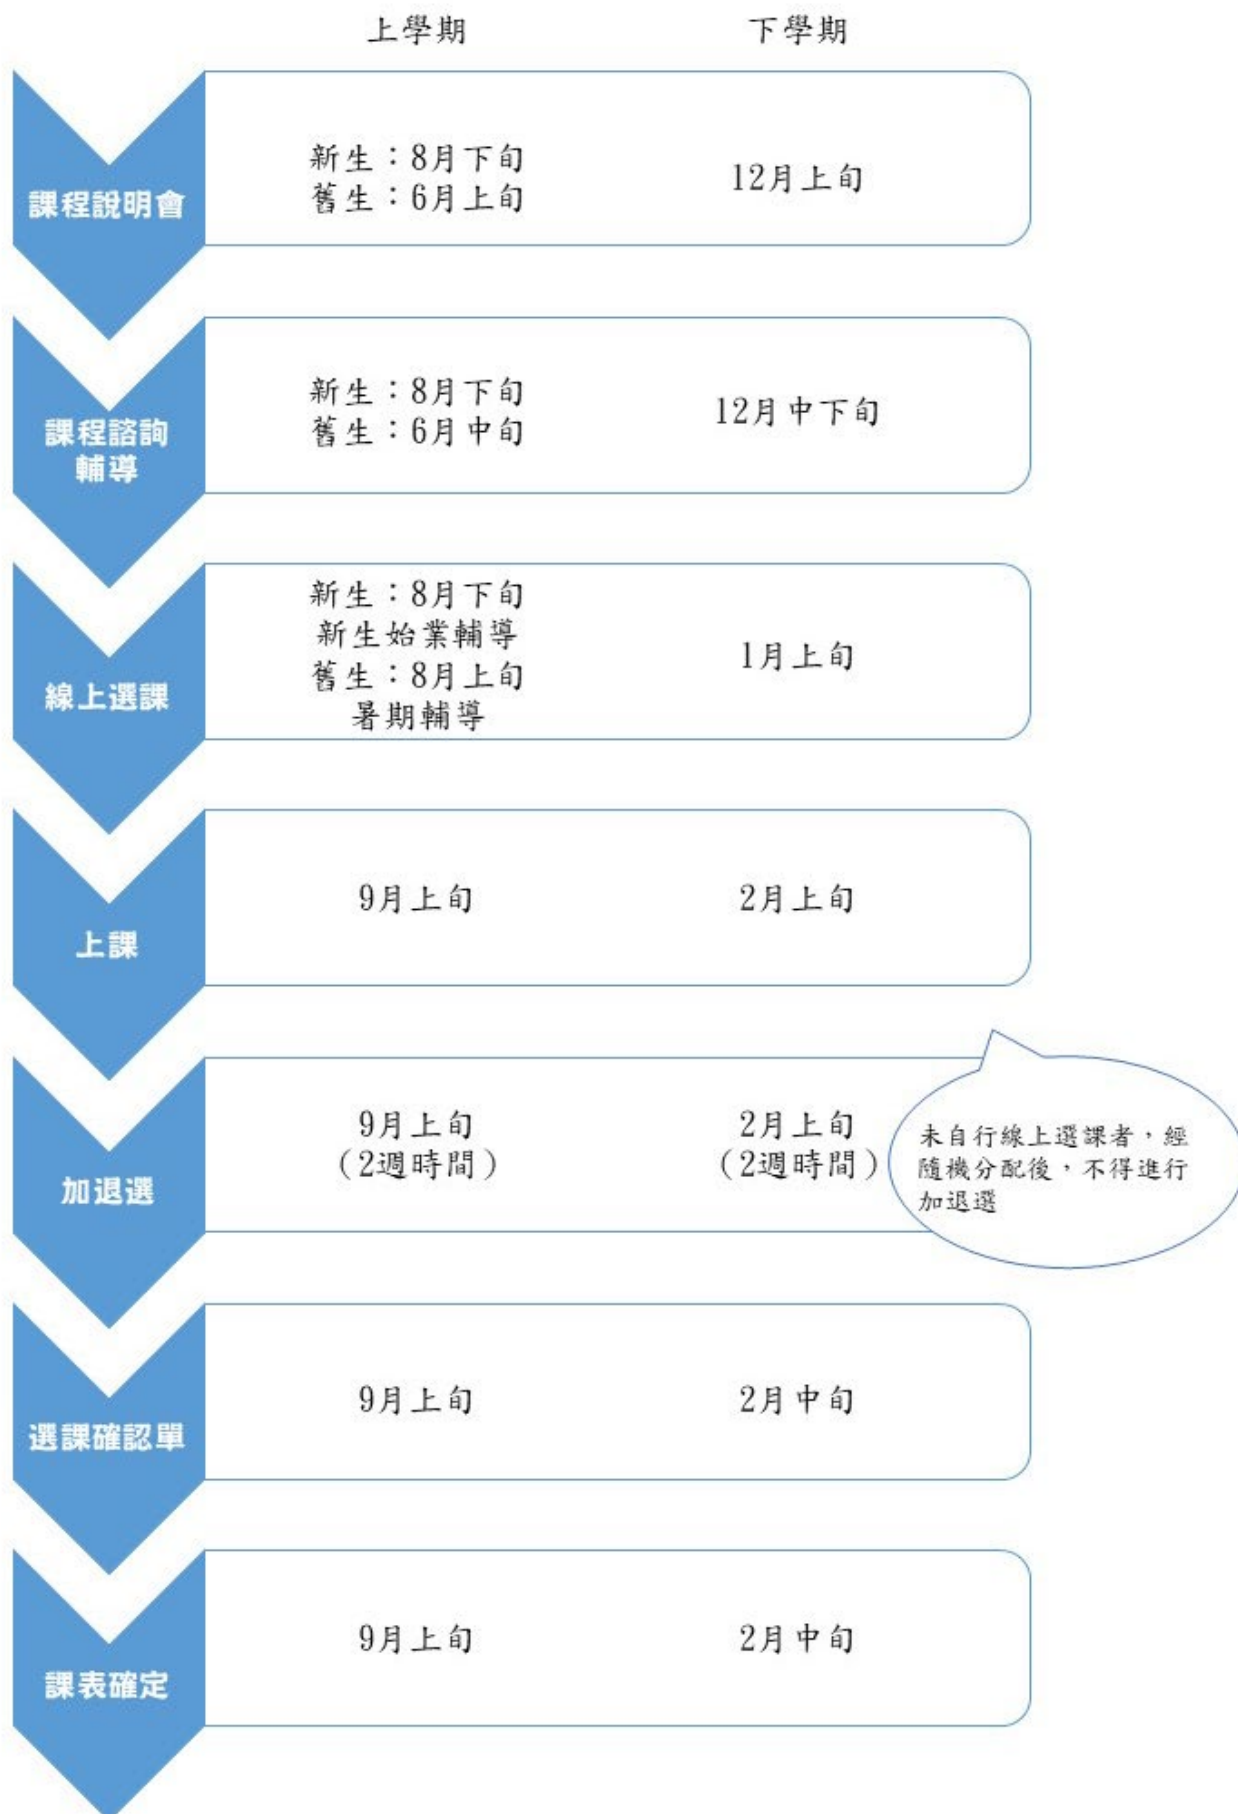 上學期 下學期
課程說明會
新生：8月下旬
舊生：6月上旬
12月上旬
課程諮詢
輔導
新生：8月下旬
舊生：6月中旬
12月中下旬
線上選課
新生：8月下旬
新生始業輔導
舊生：8月上旬
暑期輔導
1月上旬
上課
9月上旬
2月上旬
加退選
9月上旬
（2週時間）
2月上旬
（2週時間）
未自行線上選課者，經
隨機分配後，不得進行
加退選
選課確認單
9月上旬
2月中旬
課表確定
9月上旬
2月中旬